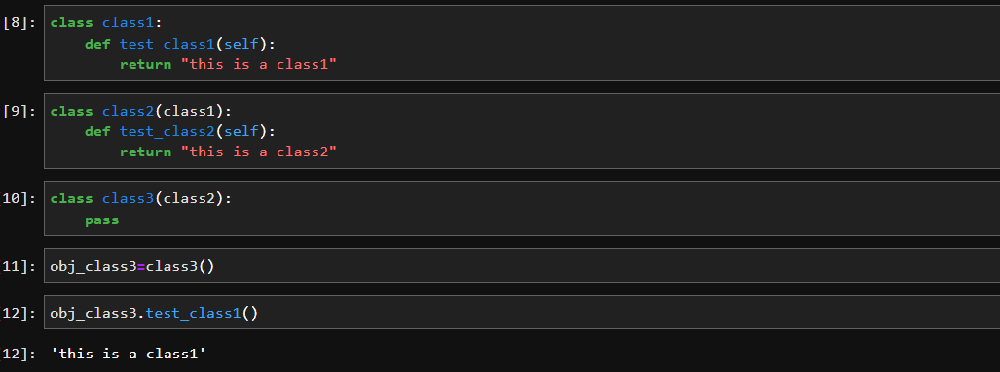 [8]: class class1:
def test_class1(self):
return "this is a class1"
[9]: class class2(class1):
def test_class2(self):
return "this is a class2"
10]: class class3(class2):
pass
11]: obj_class3=class3()
12]: obj_class3.test_class1()
12]: 'this is a class1'